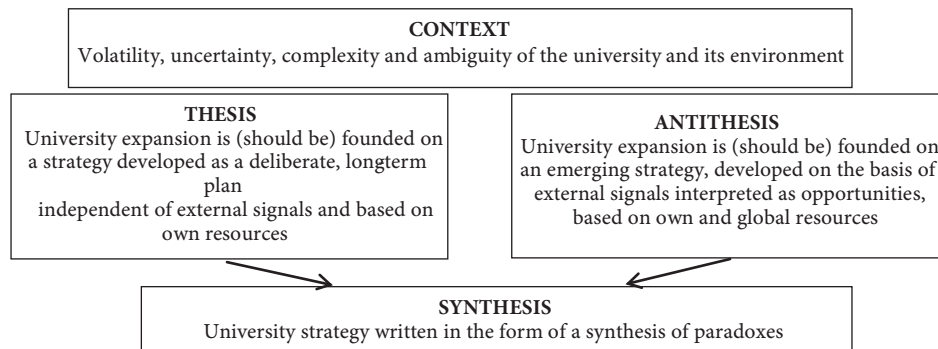 CONTEXT
Volatility, uncertainty, complexity and ambiguity of the university and its environment
THESIS
University expansion is (should be) founded on
a strategy developed as a deliberate, longterm
plan
independent of external signals and based on
own resources
ANTITHESIS
University expansion is (should be) founded on
an emerging strategy, developed on the basis of
external signals interpreted as opportunities,
based on own and global resources
SYNTHESIS
University strategy written in the form of a synthesis of paradoxes